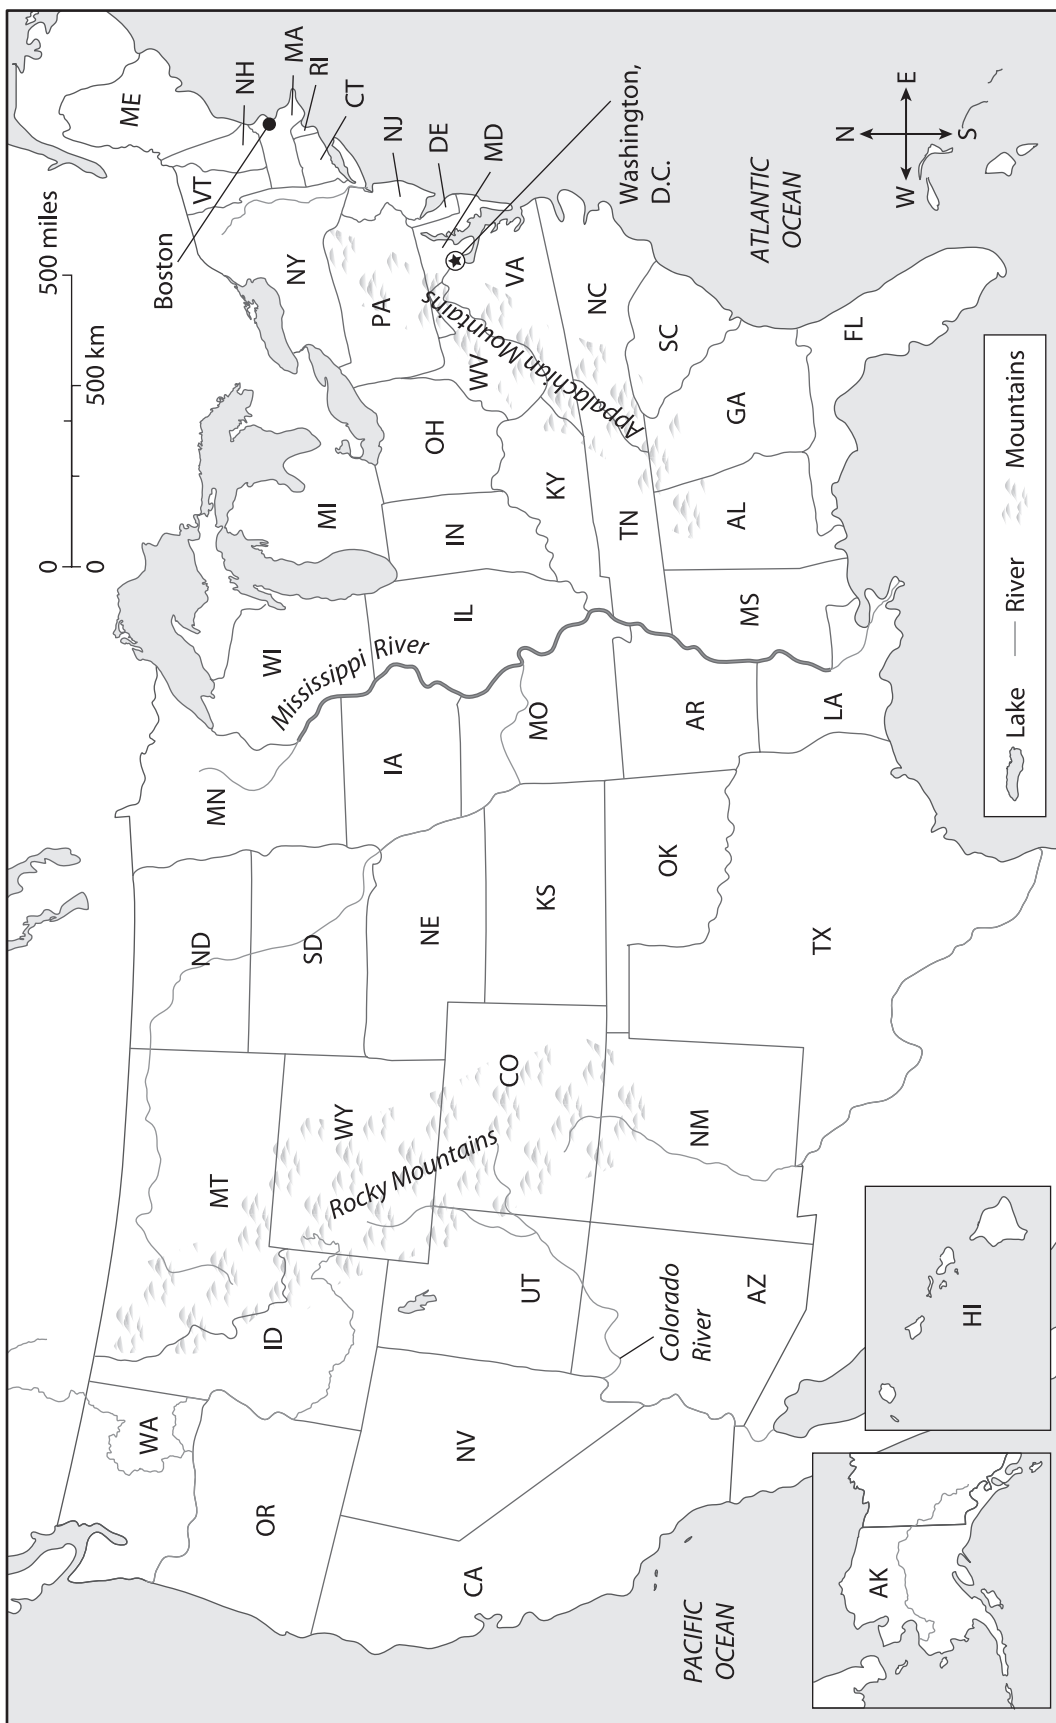 0
500 miles
0
500 km
ME
NH
MA
RI
CT
VT
Boston
NY
NJ
DE
MD
Washington,
D.C.
PA
VA
WV
NC
SC
GA
FL
OH
KY
TN
AL
MI
IN
IL
MS
WI
MN
IA
MO
AR
LA
ND
SD
NE
KS
OK
TX
MT
WY
CO
NM
ID
UT
AZ
WA
OR
NV
CA
AK
HI
Appalachian Mountains
Mississippi River
Rocky Mountains
Colorado
River
ATLANTIC
OCEAN
PACIFIC
OCEAN
N
E
S
W
Lake
River
Mountains